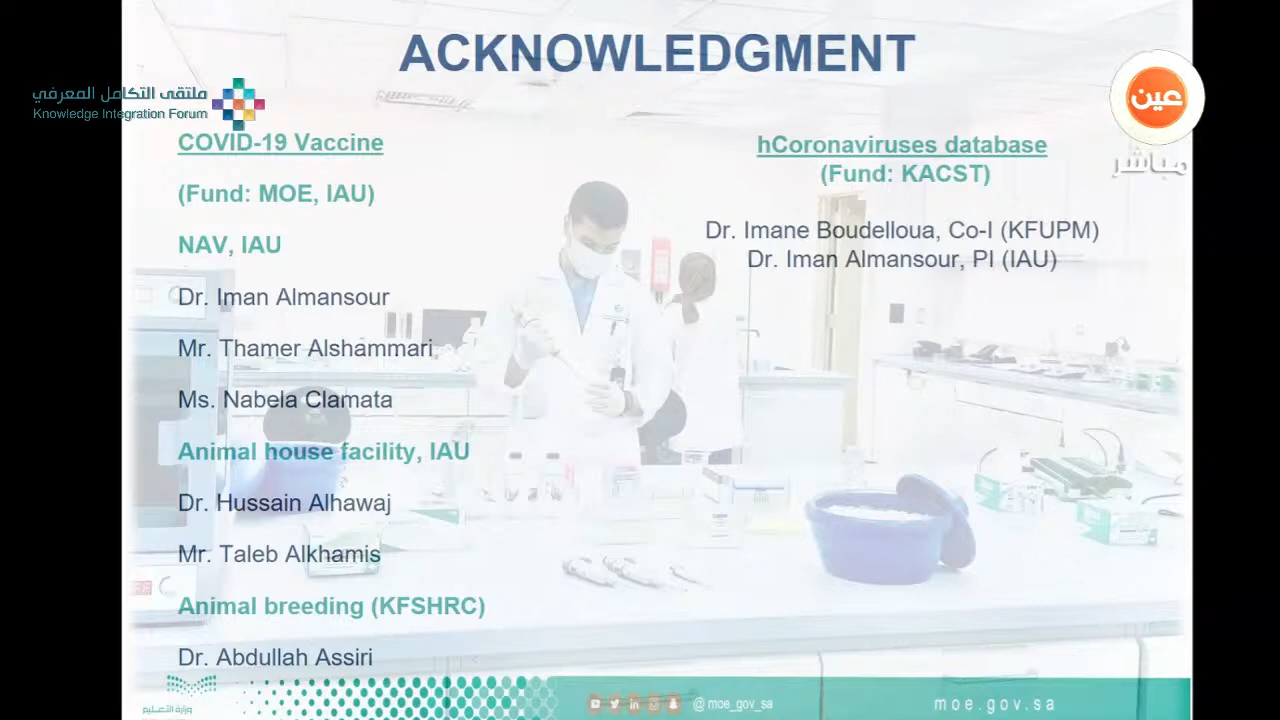 ACKNOWLEDGMENT
ملتقى التكامل المعرفي
Knowledge Integration Forum
عين
مباشر
COVID-19 Vaccine
(Fund: MOE, IAU)
NAV, IAU
Dr. Iman Almansour
Mr. Thamer Alshammari
Ms. Nabela Clamata
Animal house facility, IAU
Dr. Hussain Alhawaj
Mr. Taleb Alkhamis
Animal breeding (KFSHRC)
Dr. Abdullah Assiri
hCoronaviruses database
(Fund: KACST)
Dr. Imane Boudelloua, Co-I (KFUPM)
Dr. Iman Almansour, PI (IAU)
وزارة التعليم
@moe_gov_sa
moe.gov.sa